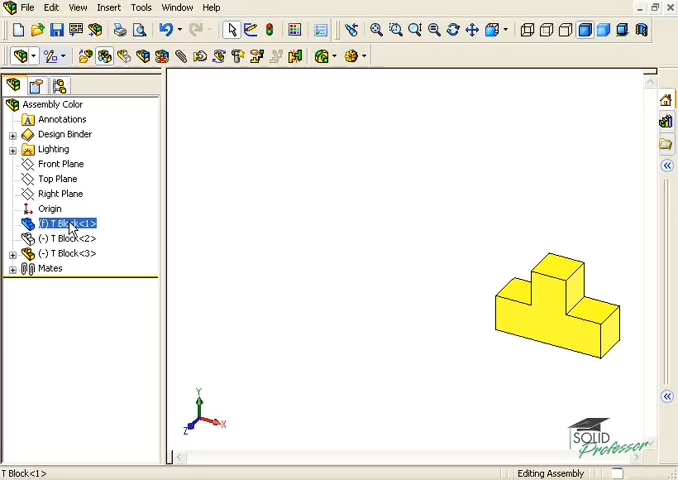 File Edit View Insert Tools Window Help
Assembly Color
Annotations
Design Binder
Lighting
Front Plane
Top Plane
Right Plane
Origin
(f) T Block<1>
(-) T Block<2>
(-) T Block<3>
Mates
Y
X
Z
SOLID
Professor
T Block<1>
Editing Assembly